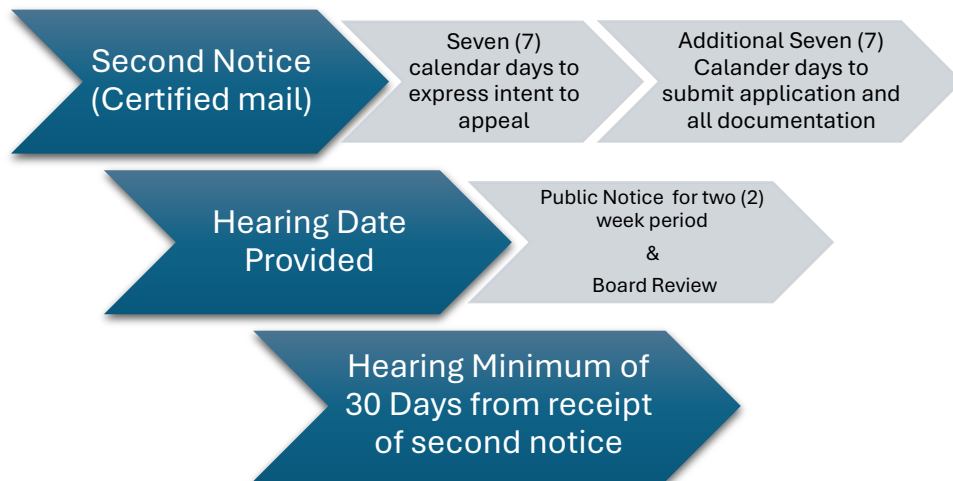 Second Notice
(Certified mail)
Seven (7)
calendar days to
express intent to
appeal
Additional Seven (7)
Calander days to
submit application and
all documentation
Hearing Date
Provided
Public Notice for two (2)
week period
&
Board Review
Hearing Minimum of
30 Days from receipt
of second notice